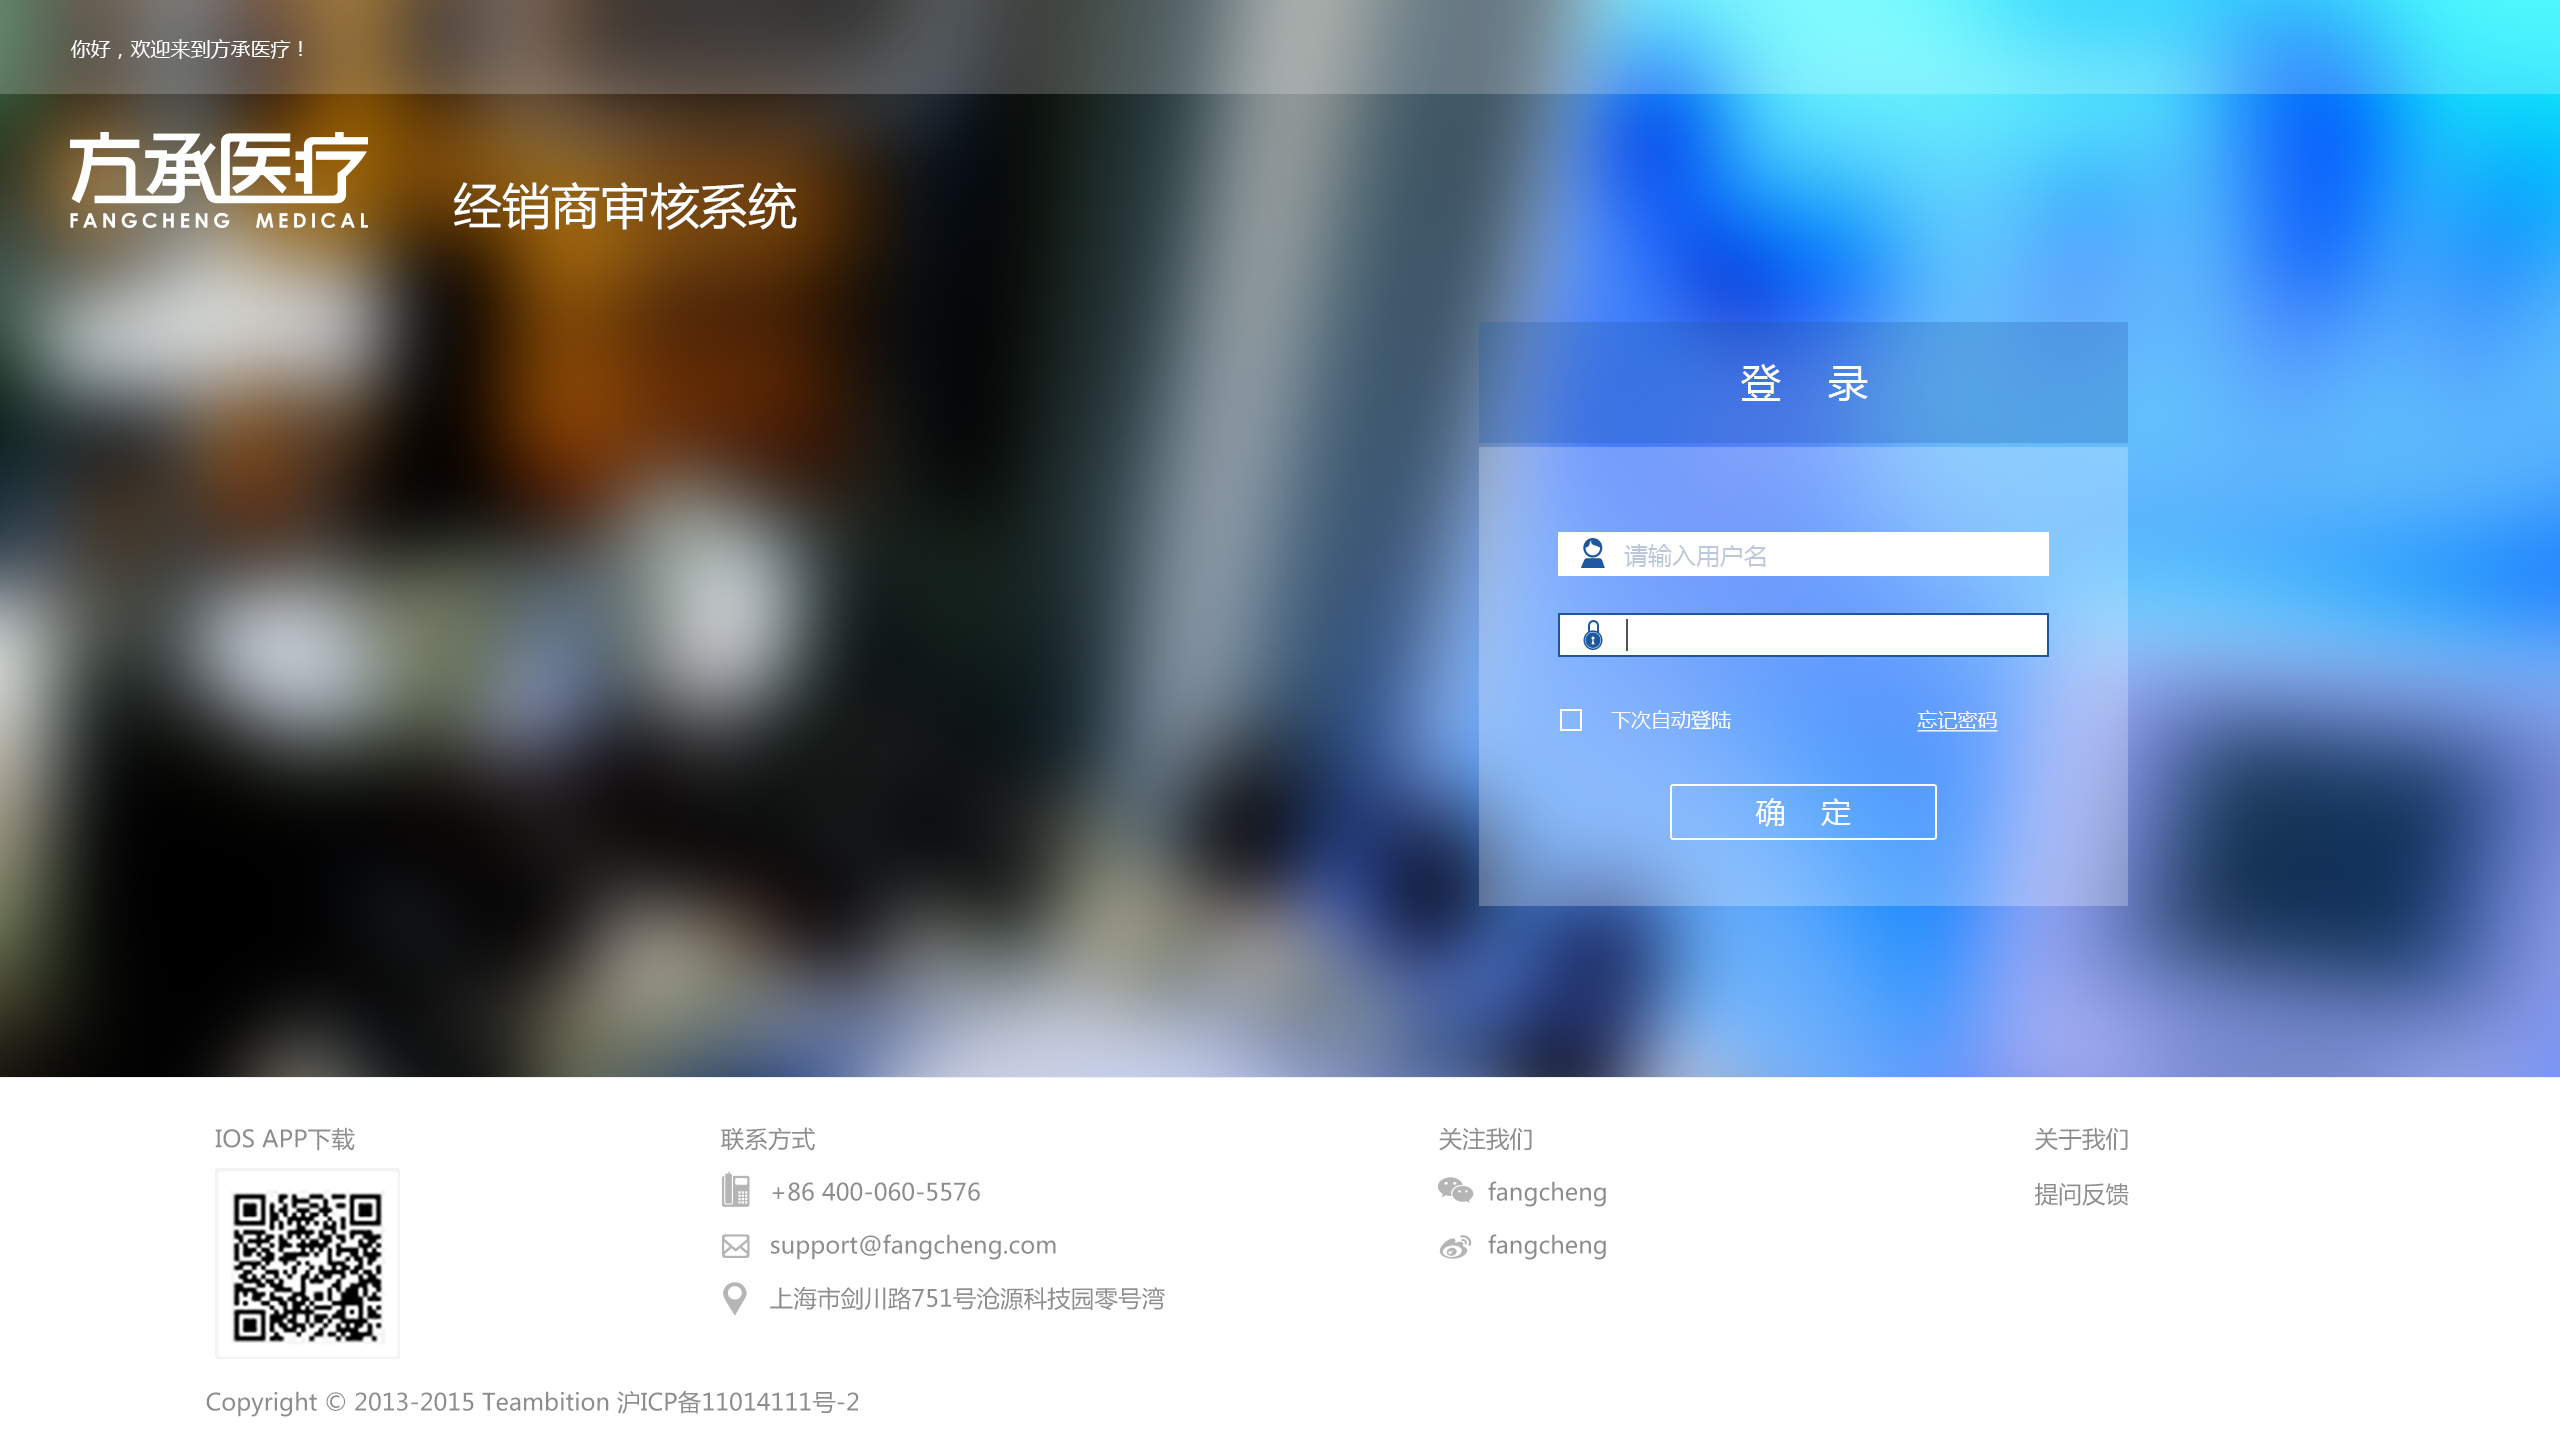 你好，欢迎来到方承医疗！
方承医疗
FANGCHENG MEDICAL
经销商审核系统
登 录
请输入用户名
下次自动登陆 忘记密码
确 定
IOS APP下载
联系方式
+86 400-060-5576
support@fangcheng.com
上海市剑川路751号沧源科技园零号湾
关注我们
fangcheng
fangcheng
关于我们
提问反馈
Copyright © 2013-2015 Teambition 沪ICP备11014111号-2